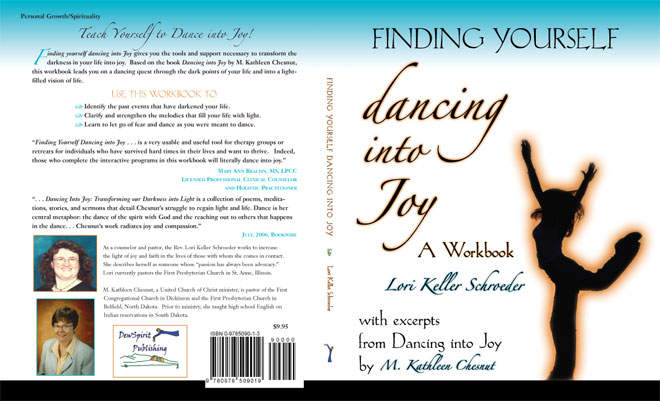 Personal Growth/Spirituality
Teach Yourself to Dance into Joy!
Finding yourself dancing into Joy gives you the tools and support necessary to transform the
darkness in your life into joy. Based on the book Dancing into Joy by M. Kathleen Chesnut,
this workbook leads you on a dancing quest through the dark points of your life and into a light-
filled vision of life.
USE THIS WORKBOOK TO
Identify the past events that have darkened your life.
Clarify and strengthen the melodies that fill your life with light.
Learn to let go of fear and dance as you were meant to dance.
“Finding Yourself Dancing into Joy . . . is a very usable and useful tool for therapy groups or
retreats for individuals who have survived hard times in their lives and want to thrive. Indeed,
those who complete the interactive programs in this workbook will literally dance into joy.”
MARY ANN BRAUEN, MS, LPCC
LICENSED PROFESSIONAL CLINICAL COUNSELOR
AND HOLISTIC PRACTITIONER
“. . . Dancing Into Joy: Transforming our Darkness into Light is a collection of poems, medita-
tions, stories, and sermons that detail Chesnut's struggle to regain light and life. Dance is her
central metaphor: the dance of the spirit with God and the reaching out to others that happens
in the dance. . . Chesnut's work radiates joy and compassion.”
JULY, 2006, BOOKWIRE
As a counselor and pastor, the Rev. Lori Keller Schroeder works to increase
the light of joy and faith in the lives of those with whom she comes in contact.
She describes herself as someone whose “passion has always been advocacy.”
Lori currently pastors the First Presbyterian Church in St. Anne, Illinois.
M. Kathleen Chesnut, a United Church of Christ minister, is pastor of the First
Congregational Church in Dickinson and the First Presbyterian Church in
Belfield, North Dakota. Prior to ministry, she taught high school English on
Indian reservations in South Dakota.
$9.95
DewSpirit
Publishing
ISBN 0-9785090-1-3
90000
9 780978 509019
FINDING YOURSELF DANCING INTO JOY
Lori Keller Schroeder
FINDING YOURSELF
dancing
into
Joy
A Workbook
Lori Keller Schroeder
with excerpts
from Dancing into Joy
by M. Kathleen Chesnut